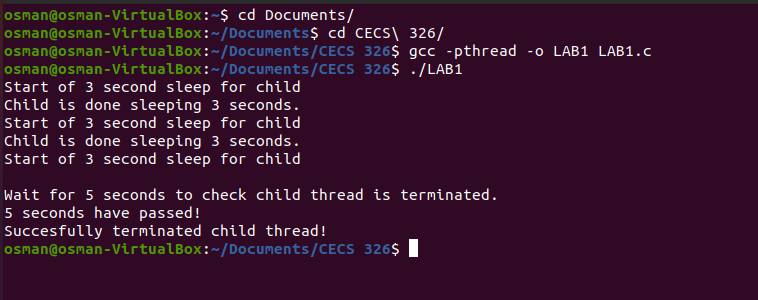 osman@osman-VirtualBox:~$ cd Documents/
osman@osman-VirtualBox:~/Documents$ cd CECS\ 326/
osman@osman-VirtualBox:~/Documents/CECS 326$ gcc -pthread -o LAB1 LAB1.c
osman@osman-VirtualBox:~/Documents/CECS 326$ ./LAB1
Start of 3 second sleep for child
Child is done sleeping 3 seconds.
Start of 3 second sleep for child
Child is done sleeping 3 seconds.
Start of 3 second sleep for child
Wait for 5 seconds to check child thread is terminated.
5 seconds have passed!
Succesfully terminated child thread!
osman@osman-VirtualBox:~/Documents/CECS 326$